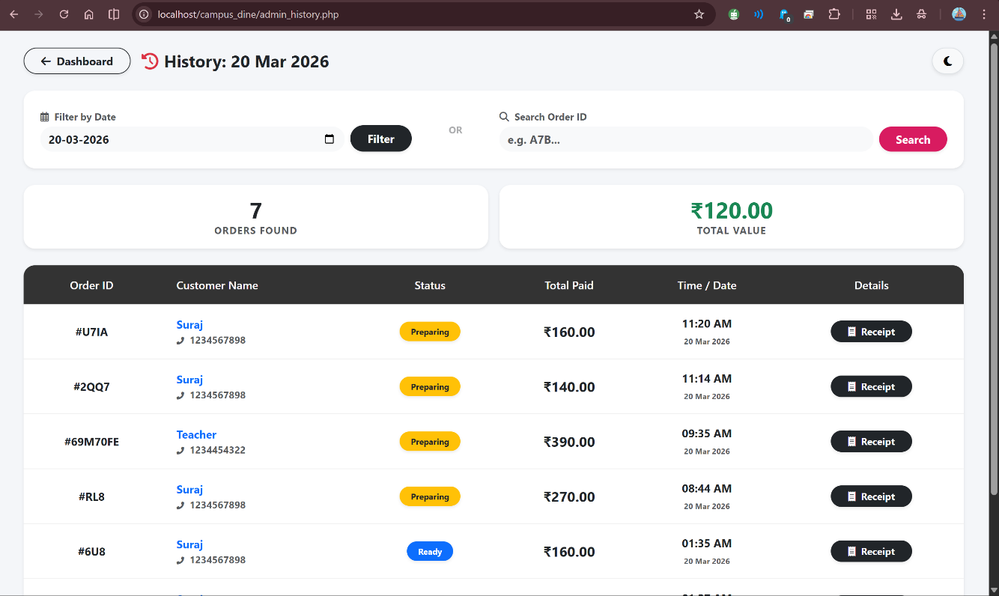 localhost/campus_dine/admin_history.php
0
Dashboard
History: 20 Mar 2026
Filter by Date
20-03-2026
Filter
OR
Search Order ID
e.g. A7B...
Search
7
ORDERS FOUND
₹120.00
TOTAL VALUE
Order ID Customer Name Status Total Paid Time / Date Details
#U7IA Suraj 1234567898 Preparing ₹160.00 11:20 AM 20 Mar 2026 Receipt
#2QQ7 Suraj 1234567898 Preparing ₹140.00 11:14 AM 20 Mar 2026 Receipt
#69M70FE Teacher 1234454322 Preparing ₹390.00 09:35 AM 20 Mar 2026 Receipt
#RL8 Suraj 1234567898 Preparing ₹270.00 08:44 AM 20 Mar 2026 Receipt
#6U8 Suraj 1234567898 Ready ₹160.00 01:35 AM 20 Mar 2026 Receipt